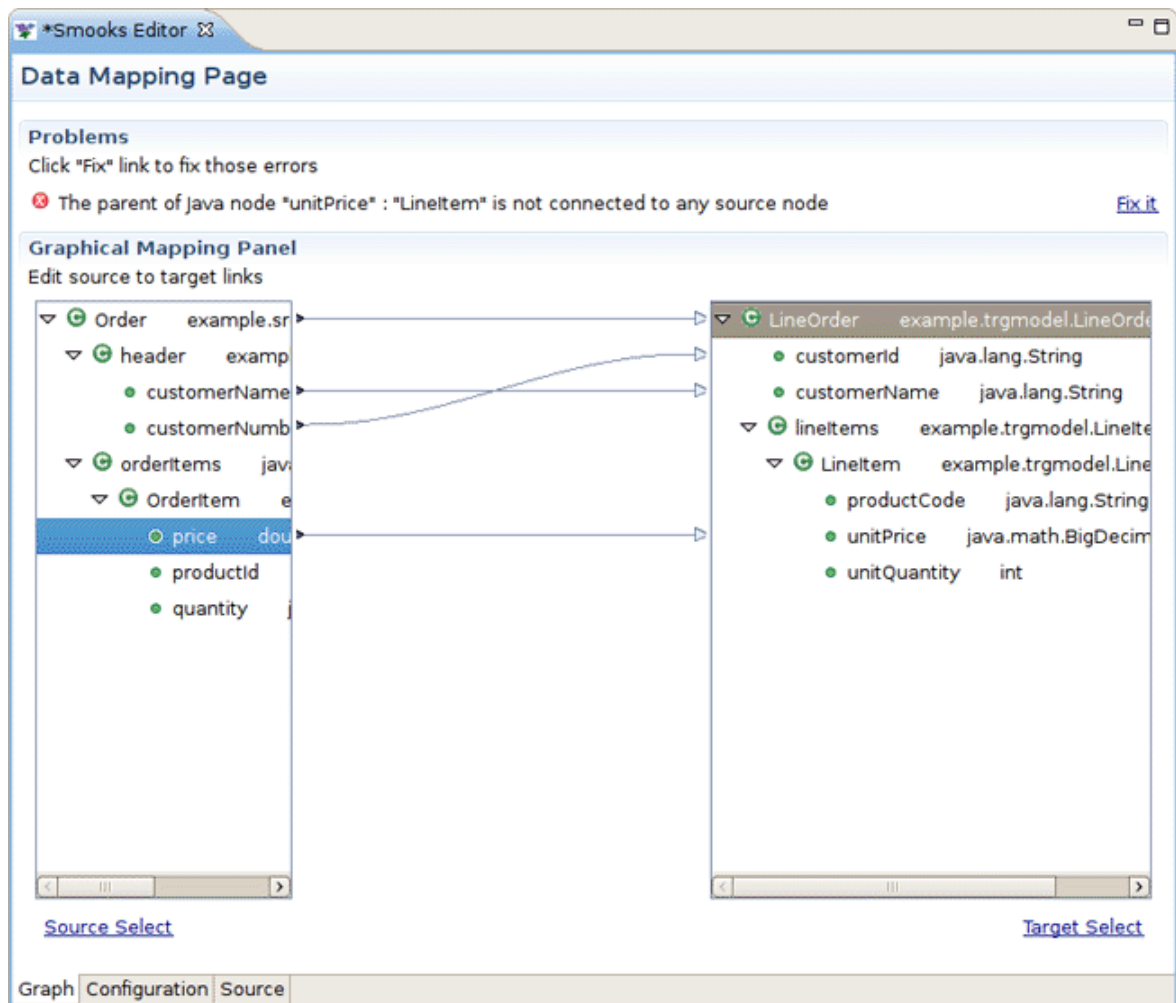 *Smooks Editor
Data Mapping Page
Problems
Click "Fix" link to fix those errors
The parent of Java node "unitPrice" : "LineItem" is not connected to any source node
Fix it
Graphical Mapping Panel
Edit source to target links
Order example.sr
header examp
customerName
customerNumb
orderItems java
OrderItem e
price dou
productId
quantity j
LineOrder example.trgmodel.LineOrde
customerId java.lang.String
customerName java.lang.String
lineItems example.trgmodel.LineIte
LineItem example.trgmodel.Line
productCode java.lang.String
unitPrice java.math.BigDecim
unitQuantity int
Source Select
Target Select
Graph Configuration Source